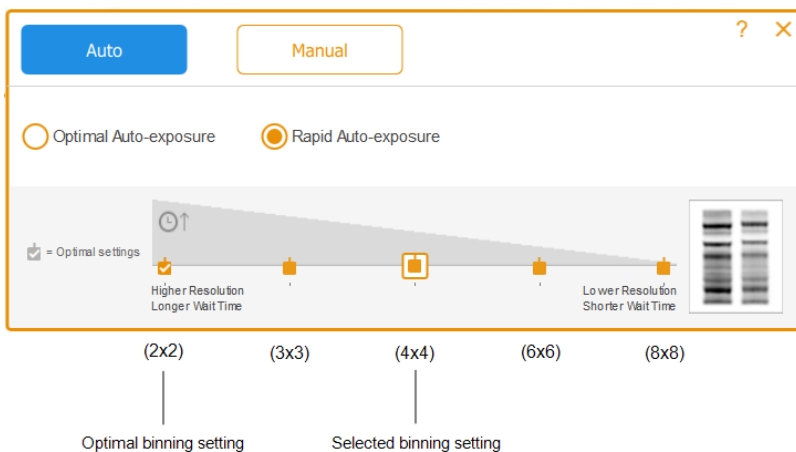 Auto
Manual
?
Optimal Auto-exposure
Rapid Auto-exposure
= Optimal settings
Higher Resolution
Longer Wait Time
Lower Resolution
Shorter Wait Time
(2x2)
(3x3)
(4x4)
(6x6)
(8x8)
Optimal binning setting
Selected binning setting